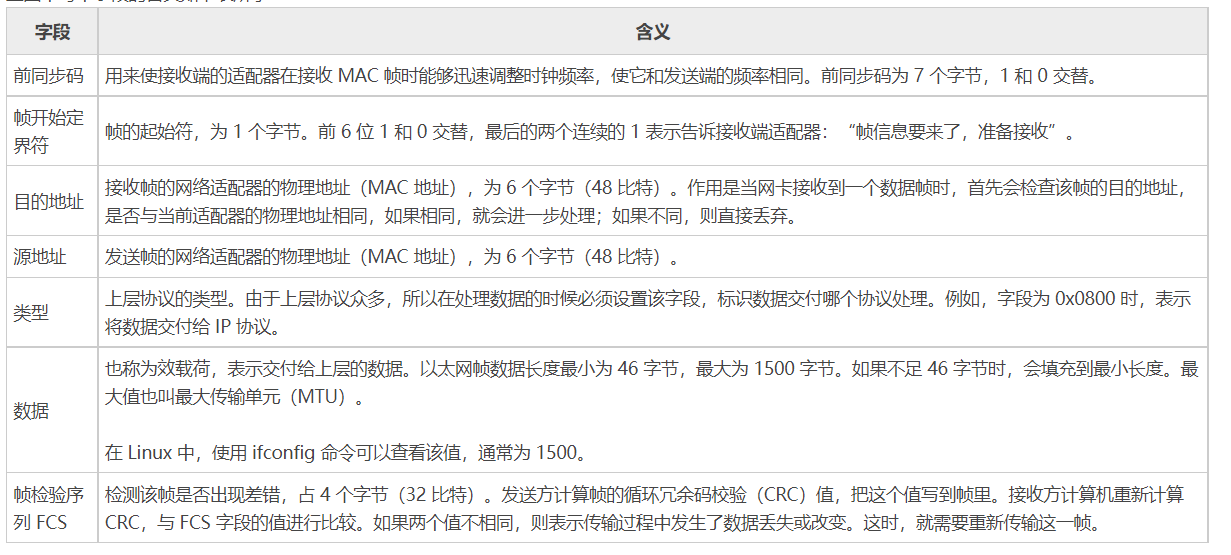 字段
含义
前同步码
用来使接收端的适配器在接收 MAC 帧时能够迅速调整时钟频率，使它和发送端的频率相同。前同步码为 7 个字节，1 和 0 交替。
帧开始定
界符
帧的起始符，为 1 个字节。前 6 位 1 和 0 交替，最后的两个连续的 1 表示告诉接收端适配器：“帧信息要来了，准备接收”。
目的地址
接收帧的网络适配器的物理地址（MAC 地址），为 6 个字节（48 比特）。作用是当网卡接收到一个数据帧时，首先会检查该帧的目的地址，
是否与当前适配器的物理地址相同，如果相同，就会进一步处理；如果不同，则直接丢弃。
源地址
发送帧的网络适配器的物理地址（MAC 地址），为 6 个字节（48 比特）。
类型
上层协议的类型。由于上层协议众多，所以在处理数据的时候必须设置该字段，标识数据交付哪个协议处理。例如，字段为 0x0800 时，表示
将数据交付给 IP 协议。
数据
也称为效载荷，表示交付给上层的数据。以太网帧数据长度最小为 46 字节，最大为 1500 字节。如果不足 46 字节时，会填充到最小长度。最
大值也叫最大传输单元（MTU）。
在 Linux 中，使用 ifconfig 命令可以查看该值，通常为 1500。
帧检验序
列 FCS
检测该帧是否出现差错，占 4 个字节（32 比特）。发送方计算帧的循环冗余码校验（CRC）值，把这个值写到帧里。接收方计算机重新计算
CRC，与 FCS 字段的值进行比较。如果两个值不相同，则表示传输过程中发生了数据丢失或改变。这时，就需要重新传输这一帧。